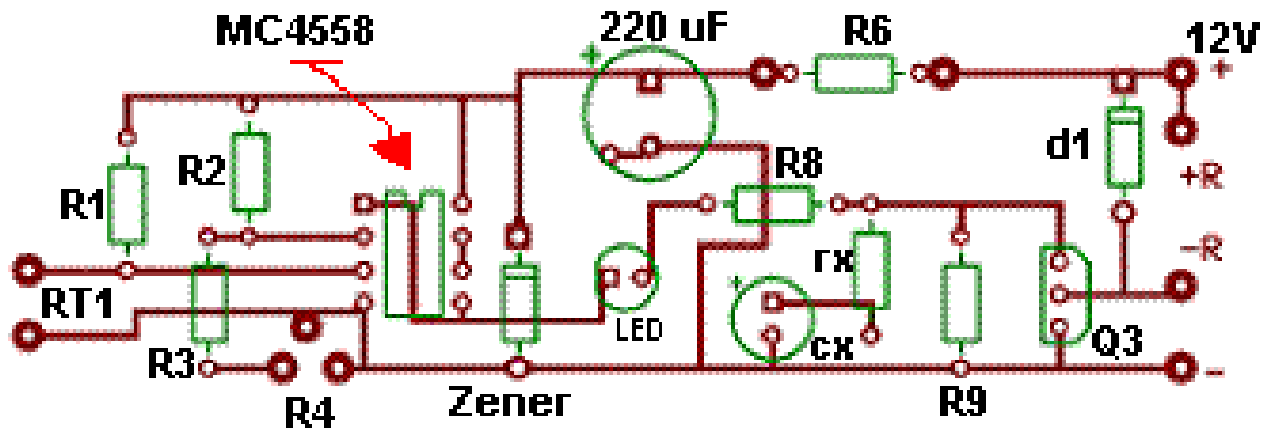 MC4558
220 uF
R6
12V
+
+
d1
R2
R8
R1
+R
-R
rx
+
RT1
LED
cx
Q3
R3
-
R4
Zener
R9